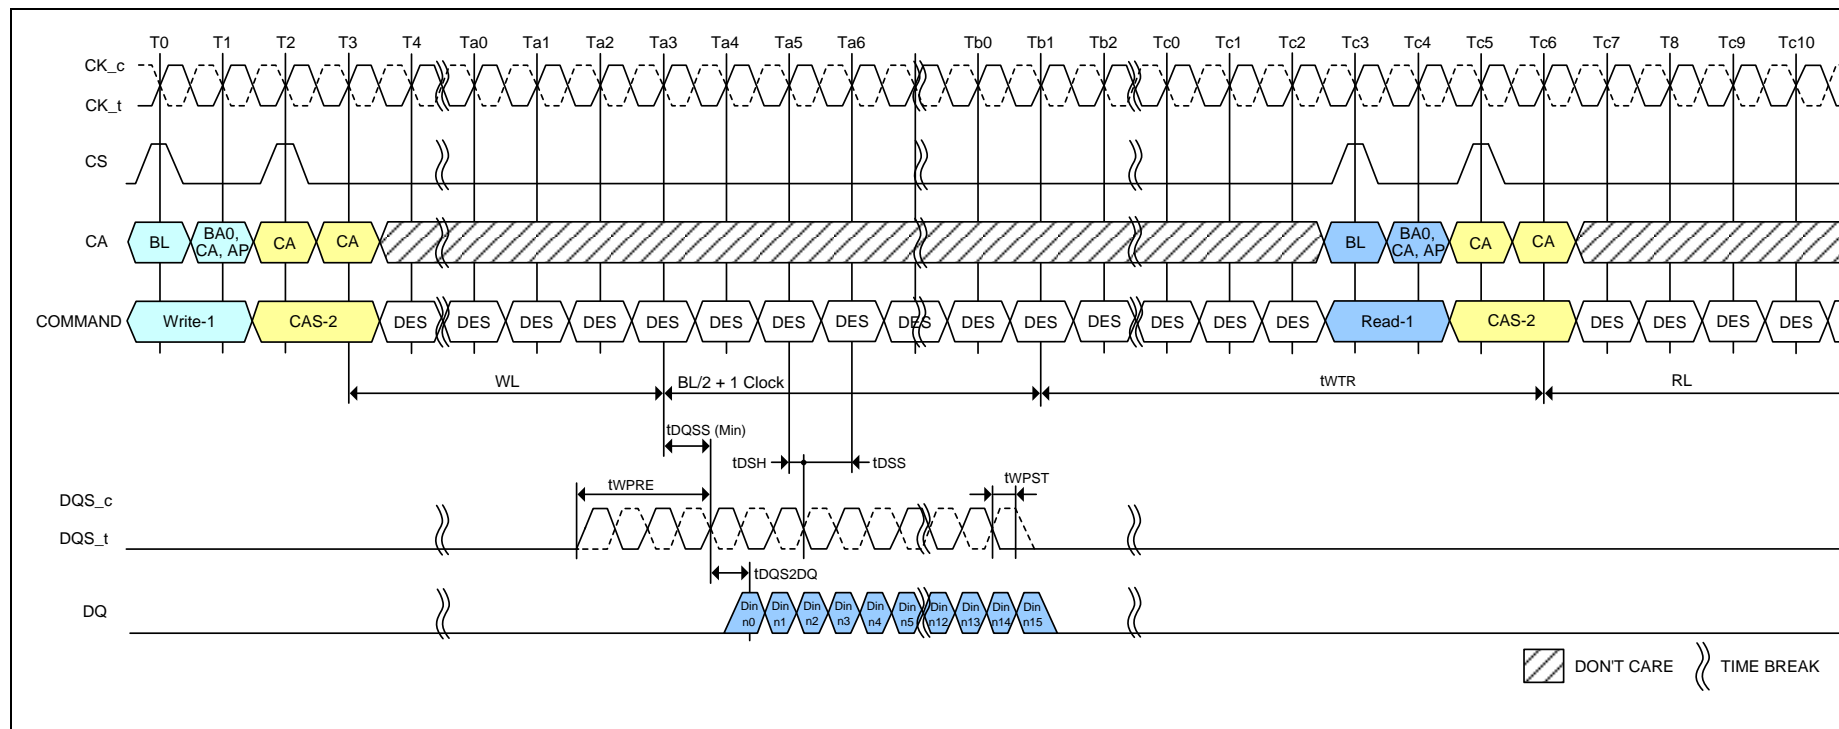 T0 T1 T2 T3 T4 Ta0 Ta1 Ta2 Ta3 Ta4 Ta5 Ta6 Tb0 Tb1 Tb2 Tc0 Tc1 Tc2 Tc3 Tc4 Tc5 Tc6 Tc7 T8 Tc9 Tc10
CK_c
CK_t
CS
CA BL BA0, CA, AP CA CA BL BA0, CA, AP CA CA
COMMAND Write-1 CAS-2 DES DES DES DES DES DES DES DES DES DES DES DES DES DES Read-1 CAS-2 DES DES DES DES
WL BL/2 + 1 Clock tWTR RL
tDQSS (Min)
tDSH tDSS
tWPRE tWPST
DQS_c
DQS_t
tDQS2DQ
DQ Din n0 Din n1 Din n2 Din n3 Din n4 Din n5 Din n12 Din n13 Din n14 Din n15
DON'T CARE TIME BREAK